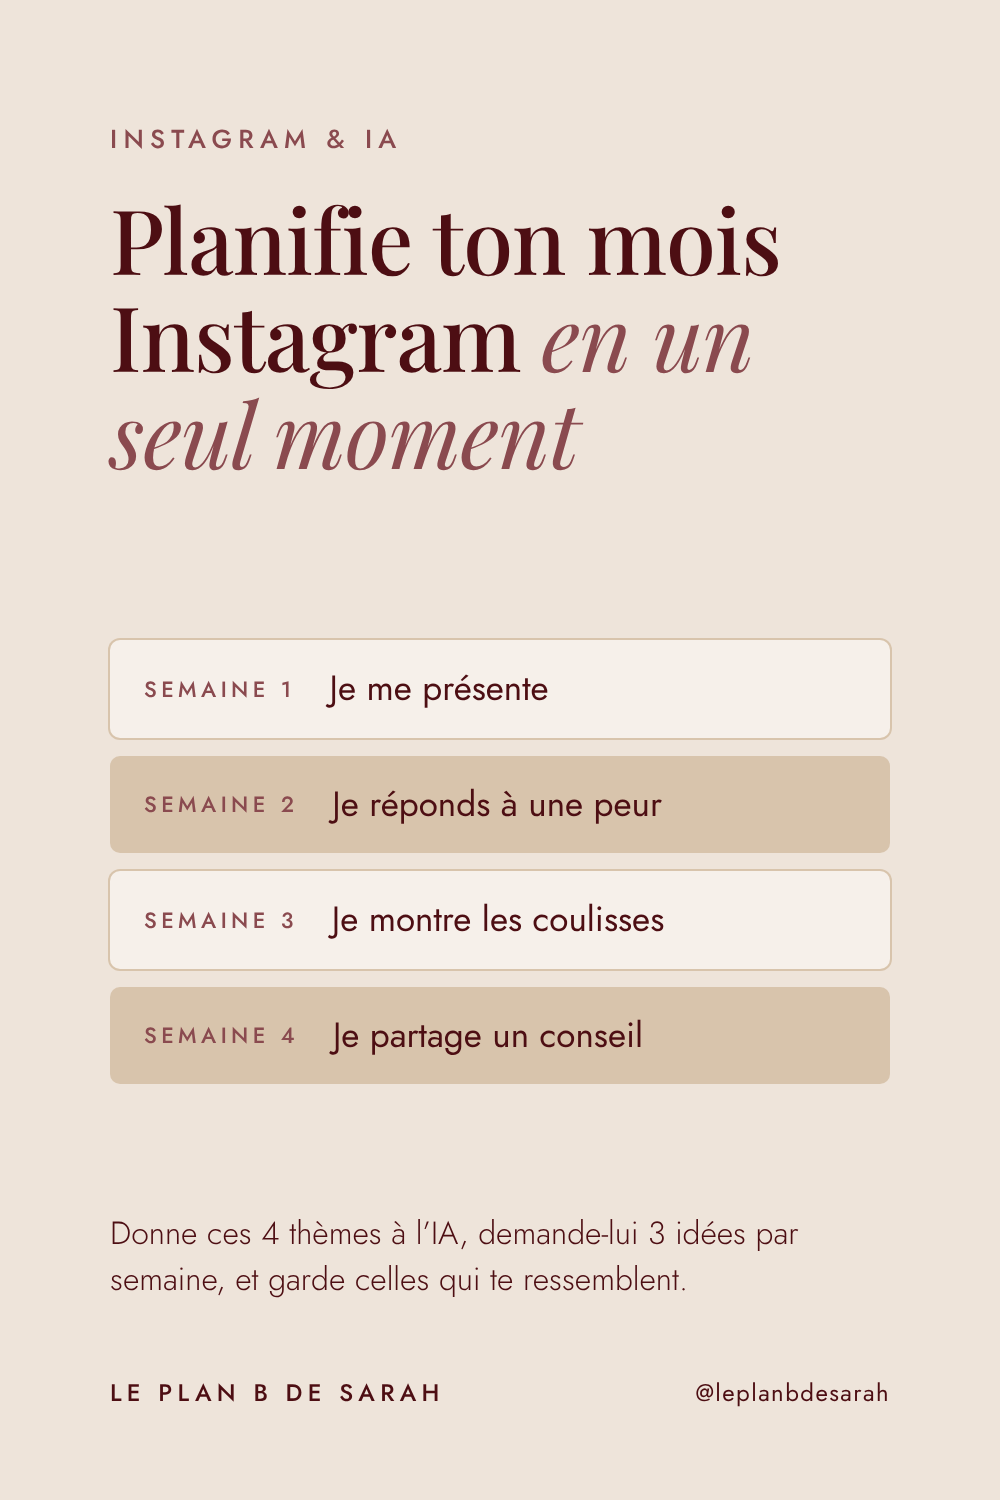 INSTAGRAM & IA
Planifie ton mois
Instagram en un
seul moment
SEMAINE 1 Je me présente
SEMAINE 2 Je réponds à une peur
SEMAINE 3 Je montre les coulisses
SEMAINE 4 Je partage un conseil
Donne ces 4 thèmes à l’IA, demande-lui 3 idées par
semaine, et garde celles qui te ressemblent.
LE PLAN B DE SARAH @leplanbdesarah